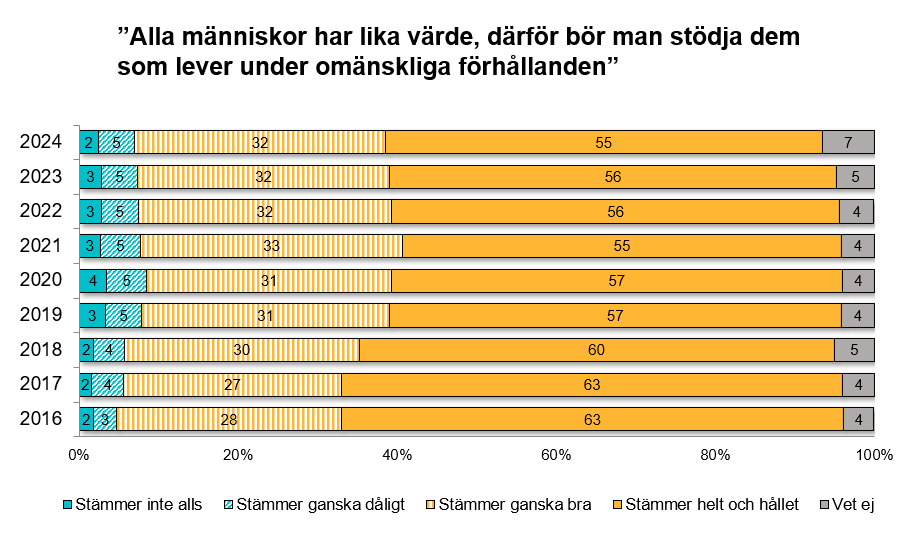 ”Alla människor har lika värde, därför bör man stödja dem
som lever under omänskliga förhållanden”
2024 2 5 32 55 7
2023 3 5 32 56 5
2022 3 5 32 56 4
2021 3 5 33 55 4
2020 4 5 31 57 4
2019 3 5 31 57 4
2018 2 4 30 60 5
2017 2 4 27 63 4
2016 2 3 28 63 4
0% 20% 40% 60% 80% 100%
Stämmer inte alls Stämmer ganska dåligt Stämmer ganska bra Stämmer helt och hållet Vet ej